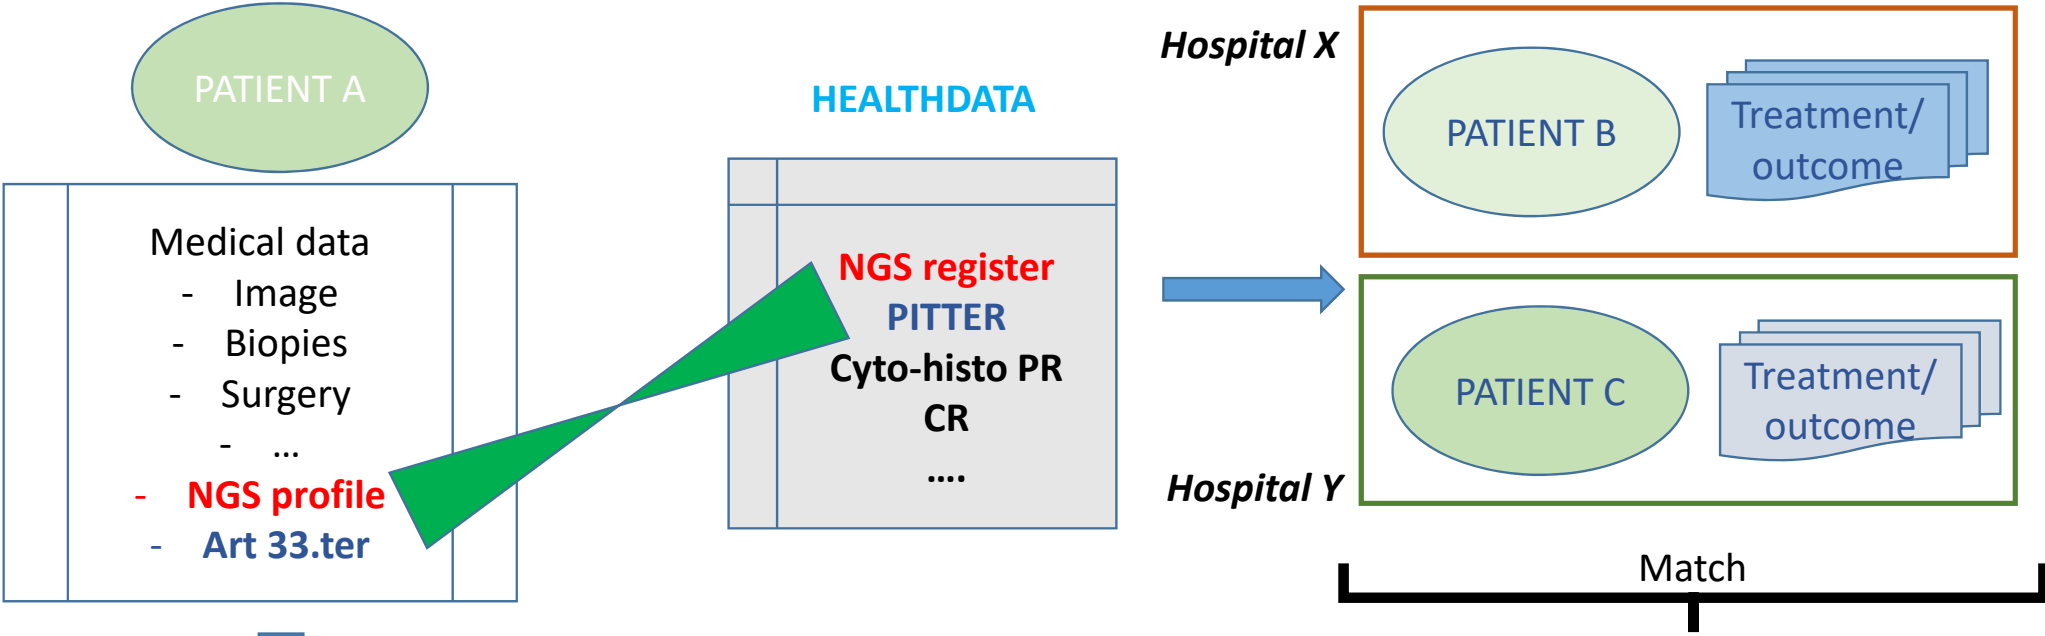 PATIENT A
Medical data
- Image
- Biopies
- Surgery
- ...
- NGS profile
- Art 33.ter
HEALTHDATA
NGS register
PITTER
Cyto-histo PR
CR
....
Hospital X
PATIENT B
Treatment/
outcome
PATIENT C
Treatment/
outcome
Hospital Y
Match